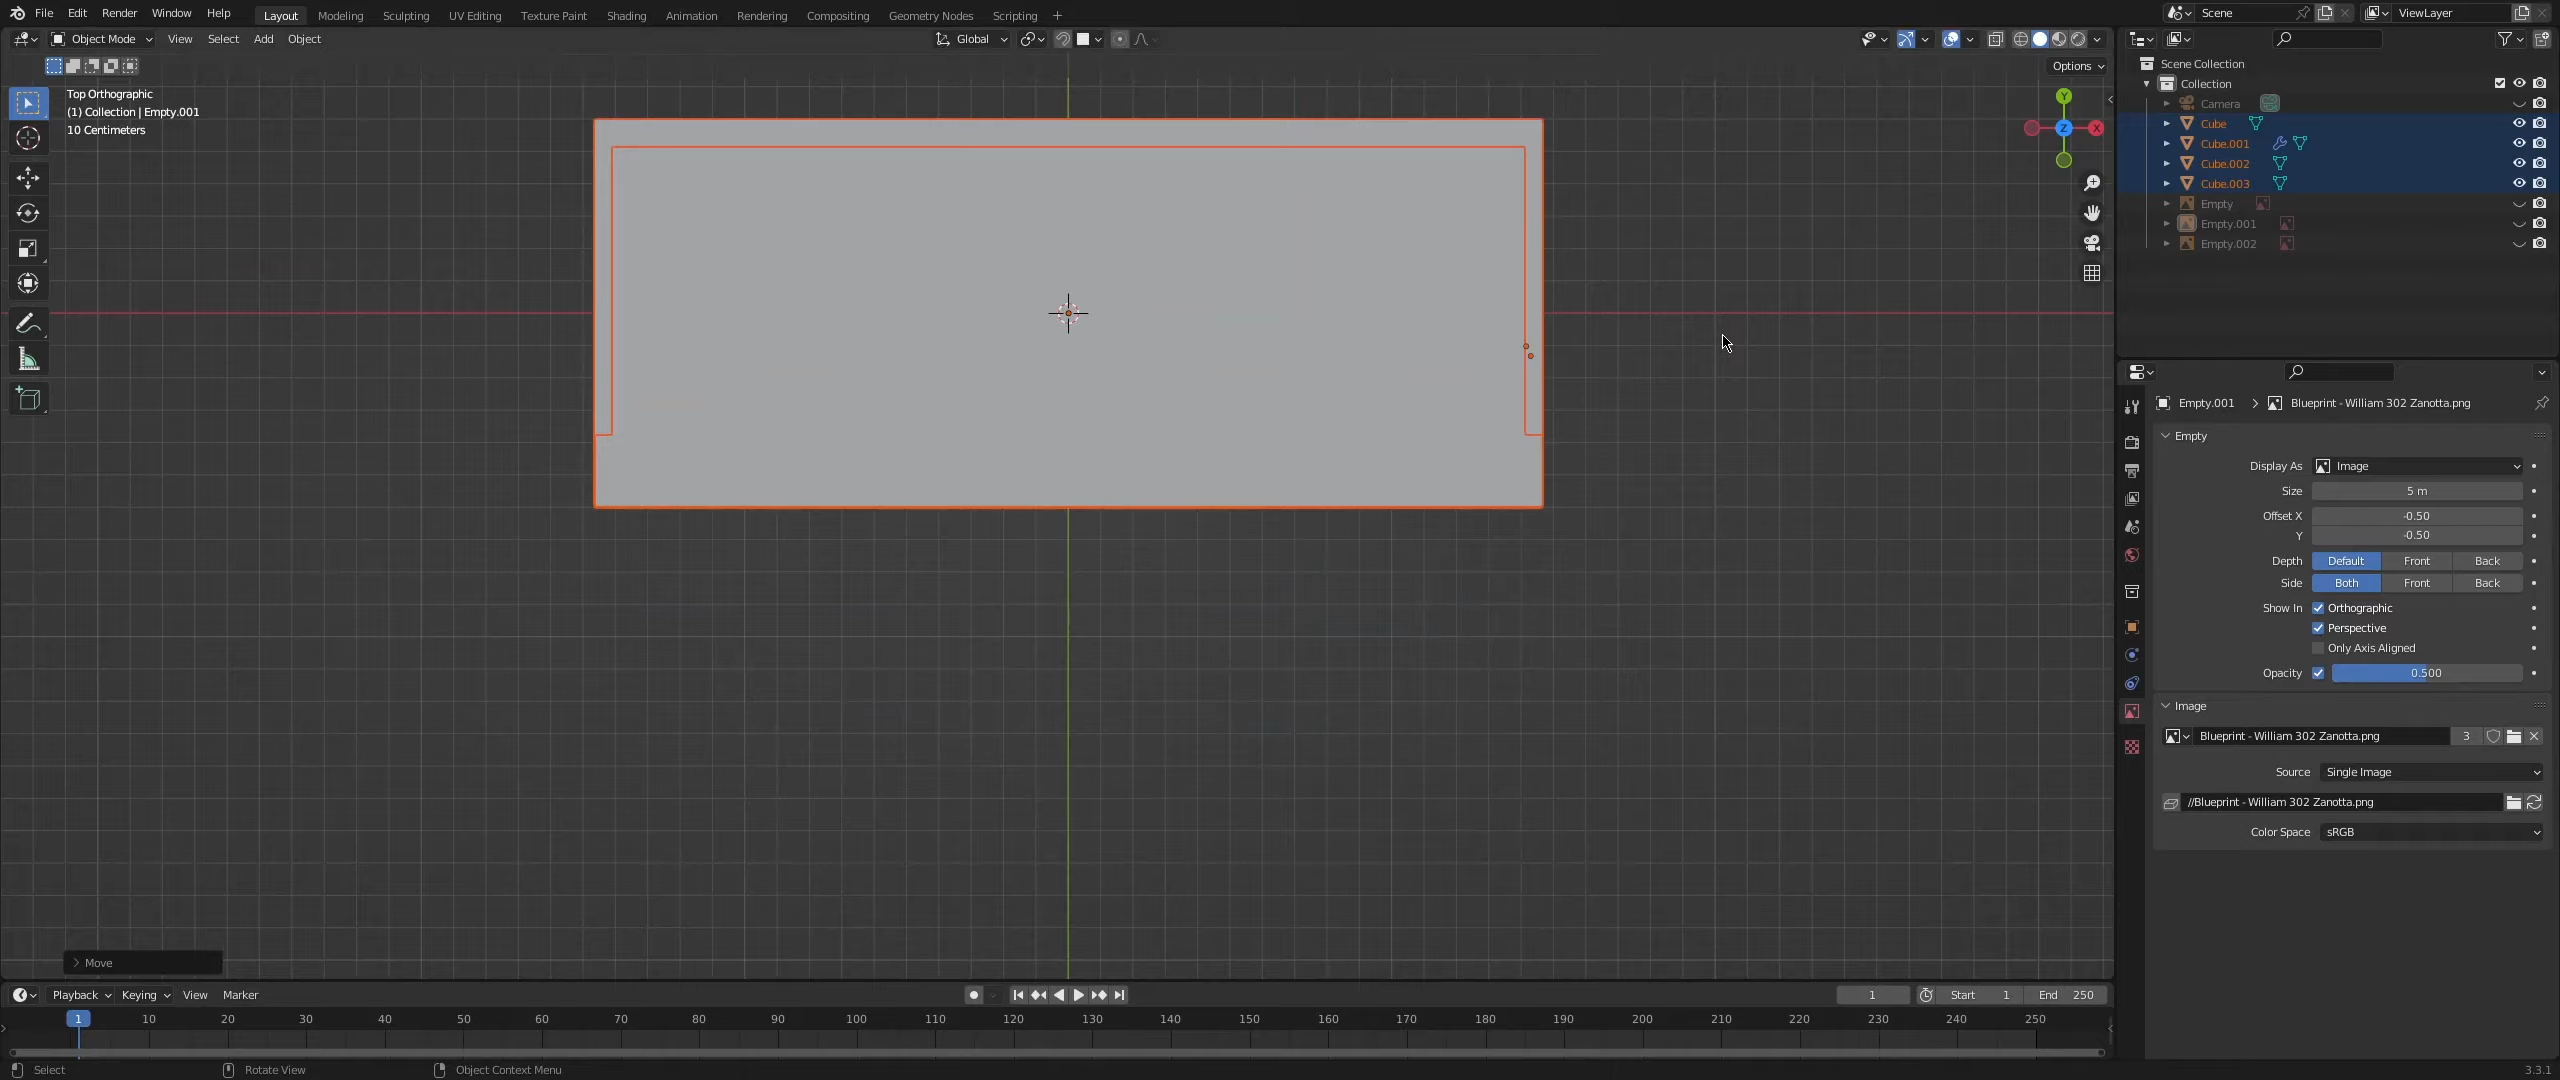 File Edit Render Window Help Layout Modeling Sculpting UV Editing Texture Paint Shading Animation Rendering Compositing Geometry Nodes Scripting + Scene ViewLayer
Object Mode View Select Add Object Global
Options
Top Orthographic
(1) Collection | Empty.001
10 Centimeters
Y
Z
X
Move
Scene Collection
Collection
Camera
Cube
Cube.001
Cube.002
Cube.003
Empty
Empty.001
Empty.002
Empty.001 > Blueprint - William 302 Zanotta.png
Empty
Display As Image
Size 5 m
Offset X -0.50
Y -0.50
Depth Default Front Back
Side Both Front Back
Show In Orthographic
Perspective
Only Axis Aligned
Opacity 0.500
Image
Blueprint - William 302 Zanotta.png 3
Source Single Image
//Blueprint - William 302 Zanotta.png
Color Space sRGB
Playback Keying View Marker 1 Start 1 End 250
1 10 20 30 40 50 60 70 80 90 100 110 120 130 140 150 160 170 180 190 200 210 220 230 240 250
Select Rotate View Object Context Menu 3.3.1